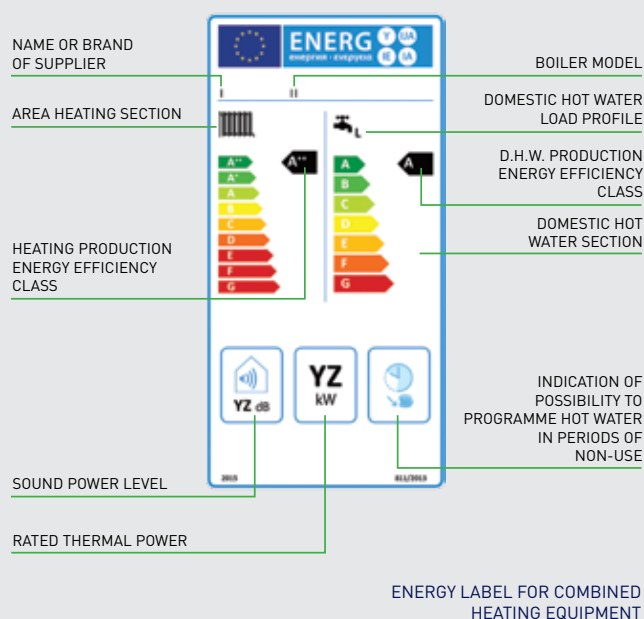 NAME OR BRAND
OF SUPPLIER
AREA HEATING SECTION
HEATING PRODUCTION
ENERGY EFFICIENCY
CLASS
SOUND POWER LEVEL
RATED THERMAL POWER
ENERG
енергия · ενεργεια
Y IJA
IE IA
I II
L
A++
A+
A
B
C
D
E
F
G
A++
A
B
C
D
E
F
G
A
YZ dB
YZ
kW
2015
811/2013
BOILER MODEL
DOMESTIC HOT WATER
LOAD PROFILE
D.H.W. PRODUCTION
ENERGY EFFICIENCY
CLASS
DOMESTIC HOT
WATER SECTION
INDICATION OF
POSSIBILITY TO
PROGRAMME HOT WATER
IN PERIODS OF
NON-USE
ENERGY LABEL FOR COMBINED
HEATING EQUIPMENT